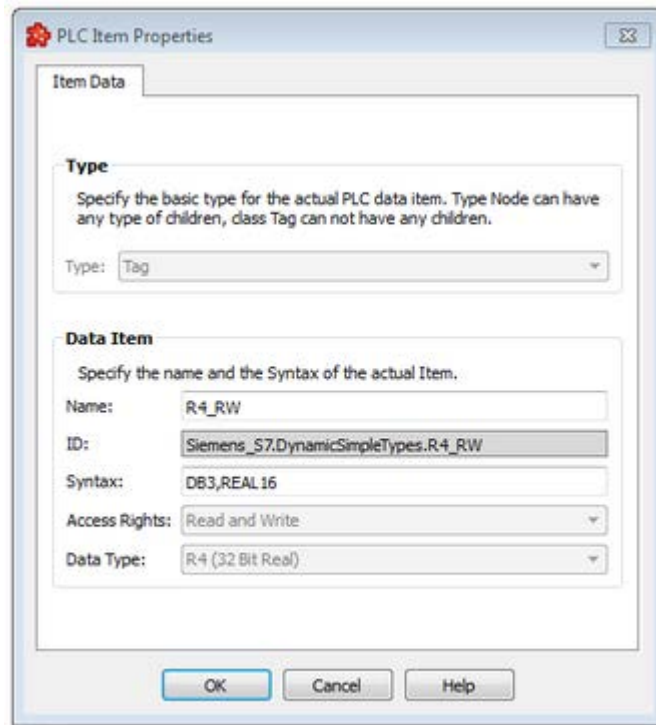 PLC Item Properties
Item Data
Type
Specify the basic type for the actual PLC data item. Type Node can have
any type of children, class Tag can not have any children.
Type: Tag
Data Item
Specify the name and the Syntax of the actual Item.
Name: R4_RW
ID: Siemens_S7.DynamicSimpleTypes.R4_RW
Syntax: DB3,REAL16
Access Rights: Read and Write
Data Type: R4 (32 Bit Real)
OK Cancel Help